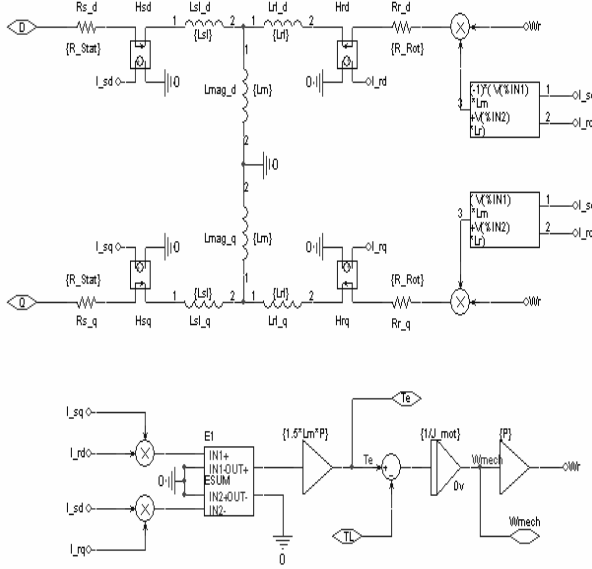 Rs_d
Hsd
1
Lsl_d
2
Lrl_d
1
2
Hrd
Rr_d
D
{R_Stat}
{Lsl}
{Lrl}
{R_Rot}
Wr
I_sd
0
Lmag_d
1
{Lm}
0
I_rd
3
(-1)*( V(%IN1)
*Lm
+V(%IN2)
*Lr)
1
2
2
0
2
I_sq
0
Lmag_q
{Lm}
1
0
I_rq
3
( V(%IN1)
*Lm
+V(%IN2)
*Lr)
1
2
{R_Stat}
1
{Lsl}
2
1
{Lrl}
2
{R_Rot}
Q
Rs_q
Hsq
Lsl_q
Lrl_q
Hrq
Rr_q
Wr
I_sq
I_rd
I_sd
I_rq
E1
IN1+
IN1-OUT+
ESUM
IN2+OUT-
IN2-
0
0
{1.5*Lm*P}
Te
Te
+
-
TL
{1/J_mot}
0v
Wmech
{P}
Wr
Wmech